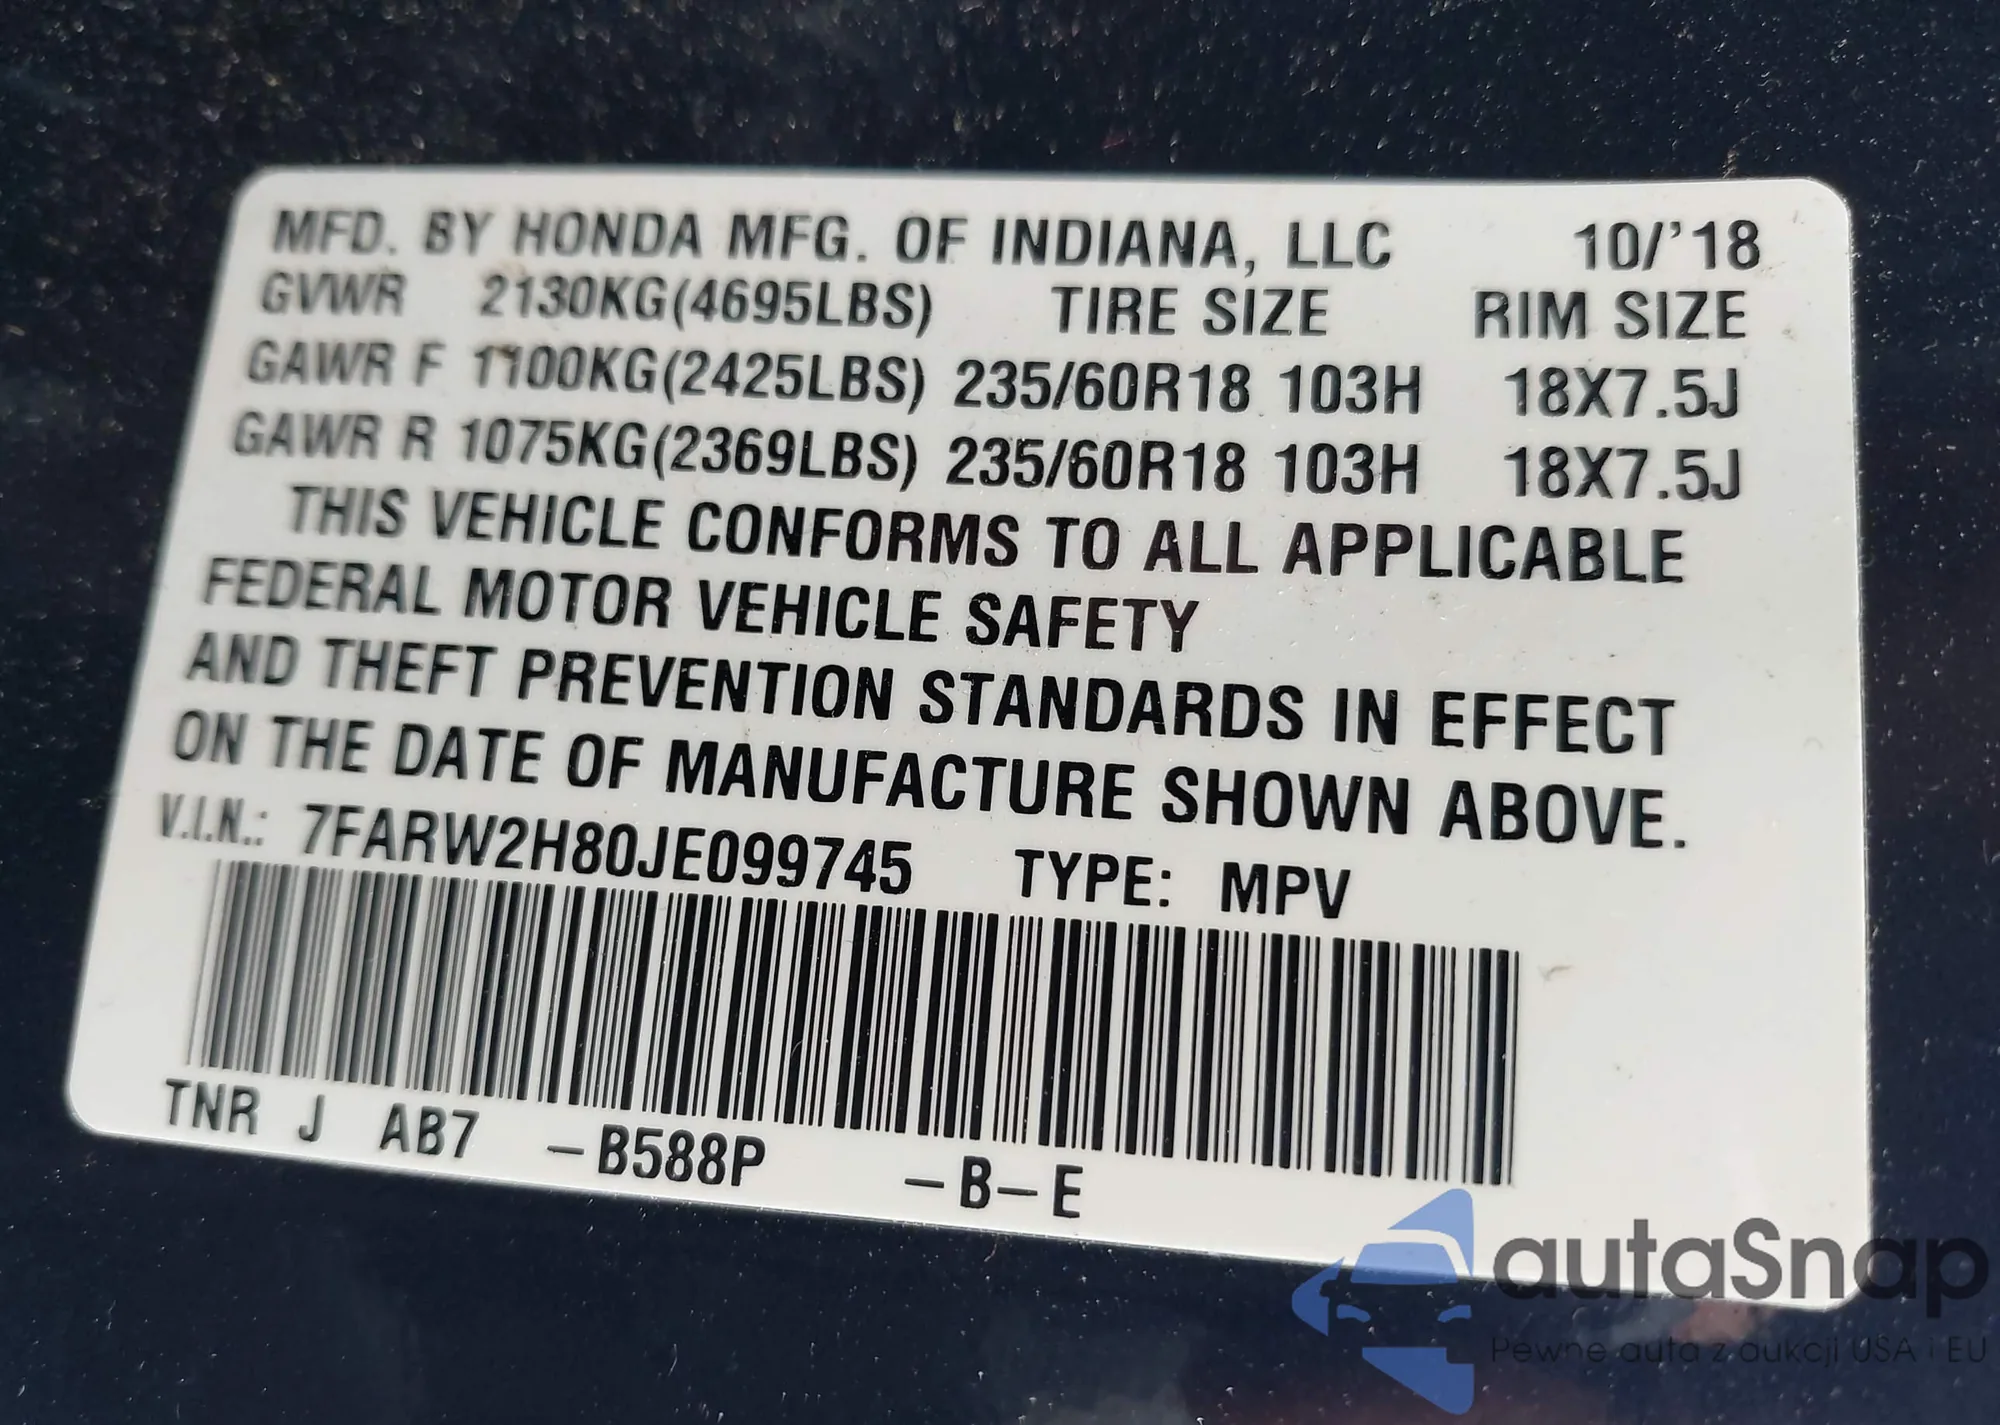 MFD. BY HONDA MFG. OF INDIANA, LLC 10/'18
GVWR 2130KG(4695LBS) TIRE SIZE RIM SIZE
GAWR F 1100KG(2425LBS) 235/60R18 103H 18X7.5J
GAWR R 1075KG(2369LBS) 235/60R18 103H 18X7.5J
THIS VEHICLE CONFORMS TO ALL APPLICABLE
FEDERAL MOTOR VEHICLE SAFETY
AND THEFT PREVENTION STANDARDS IN EFFECT
ON THE DATE OF MANUFACTURE SHOWN ABOVE.
V.I.N.: 7FARW2H80JE099745 TYPE: MPV
TNR J AB7 -B588P -B-E
autaSnap
Pewne auta z aukcji USA i EU